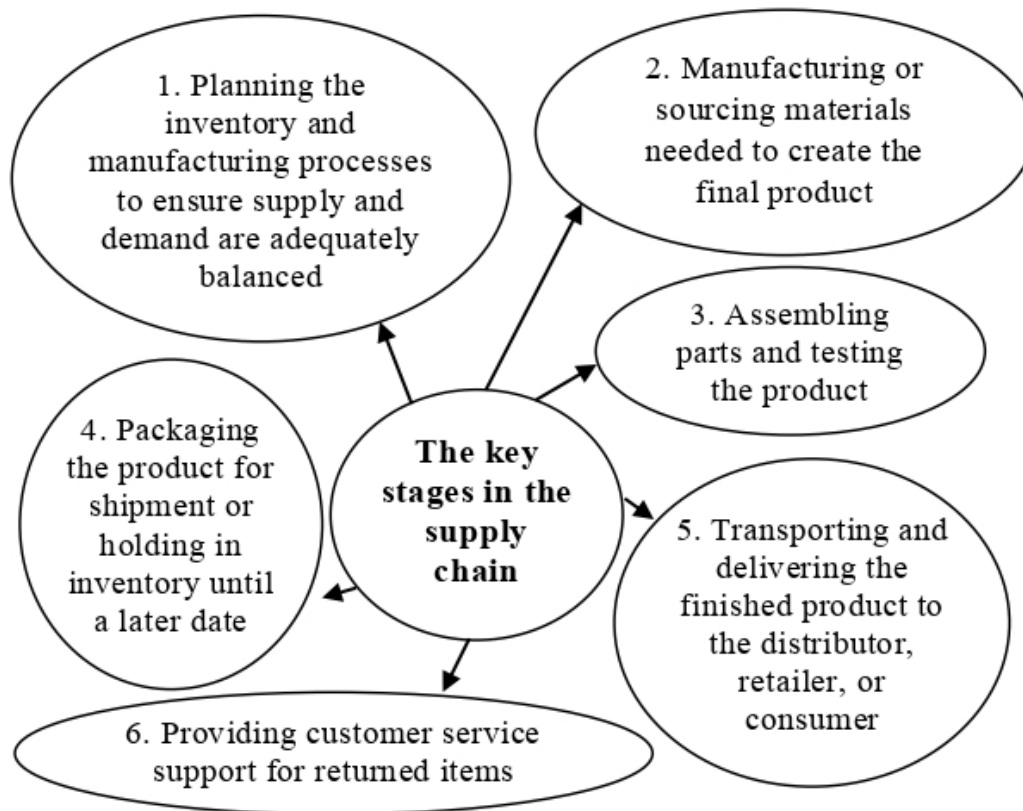 1. Planning the
inventory and
manufacturing processes
to ensure supply and
demand are adequately
balanced
2. Manufacturing or
sourcing materials
needed to create the
final product
3. Assembling
parts and testing
the product
The key
stages in the
supply
chain
4. Packaging
the product for
shipment or
holding in
inventory until
a later date
5. Transporting and
delivering the
finished product to
the distributor,
retailer, or
consumer
6. Providing customer service
support for returned items